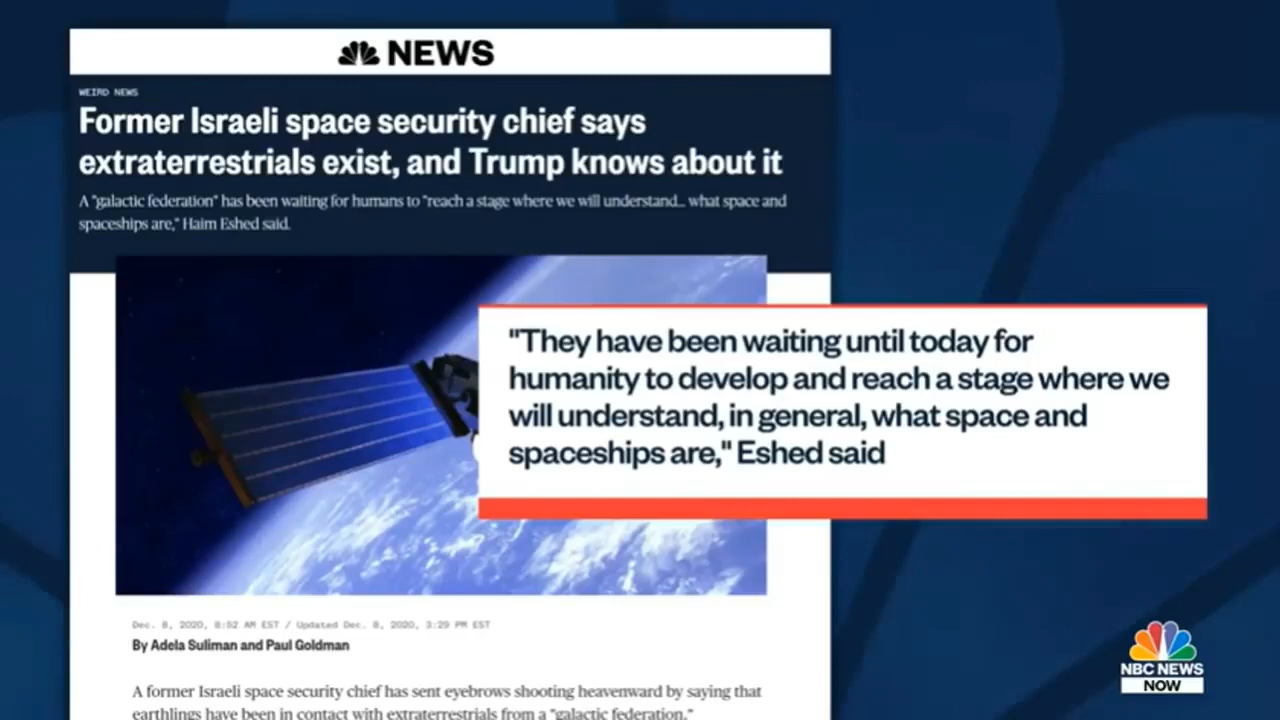 NEWS
WEIRD NEWS
Former Israeli space security chief says
extraterrestrials exist, and Trump knows about it
A "galactic federation" has been waiting for humans to "reach a stage where we will understand... what space and
spaceships are," Haim Eshed said.
"They have been waiting until today for
humanity to develop and reach a stage where we
will understand, in general, what space and
spaceships are," Eshed said
Dec. 8, 2020, 8:52 AM EST / Updated Dec. 8, 2020, 3:29 PM EST
By Adela Suliman and Paul Goldman
A former Israeli space security chief has sent eyebrows shooting heavenward by saying that
earthlings have been in contact with extraterrestrials from a "galactic federation."
NBC NEWS
NOW